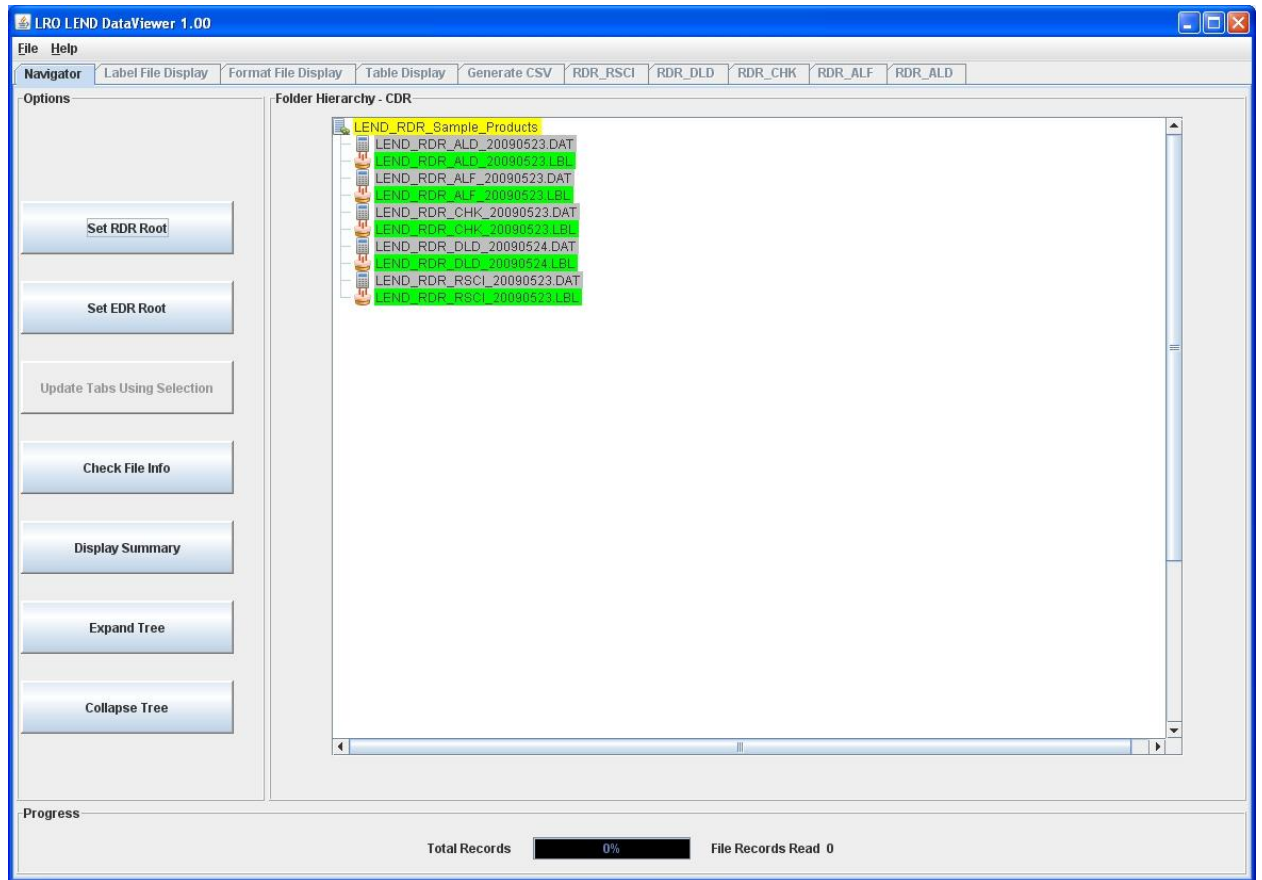 LRO LEND DataViewer 1.00
File Help
Navigator Label File Display Format File Display Table Display Generate CSV RDR_RSCI RDR_DLD RDR_CHK RDR_ALF RDR_ALD
Options
Set RDR Root
Set EDR Root
Update Tabs Using Selection
Check File Info
Display Summary
Expand Tree
Collapse Tree
Folder Hierarchy - CDR
LEND_RDR_Sample_Products
LEND_RDR_ALD_20090523.DAT
LEND_RDR_ALD_20090523.LBL
LEND_RDR_ALF_20090523.DAT
LEND_RDR_ALF_20090523.LBL
LEND_RDR_CHK_20090523.DAT
LEND_RDR_CHK_20090523.LBL
LEND_RDR_DLD_20090524.DAT
LEND_RDR_DLD_20090524.LBL
LEND_RDR_RSCI_20090523.DAT
LEND_RDR_RSCI_20090523.LBL
Progress
Total Records 0% File Records Read 0